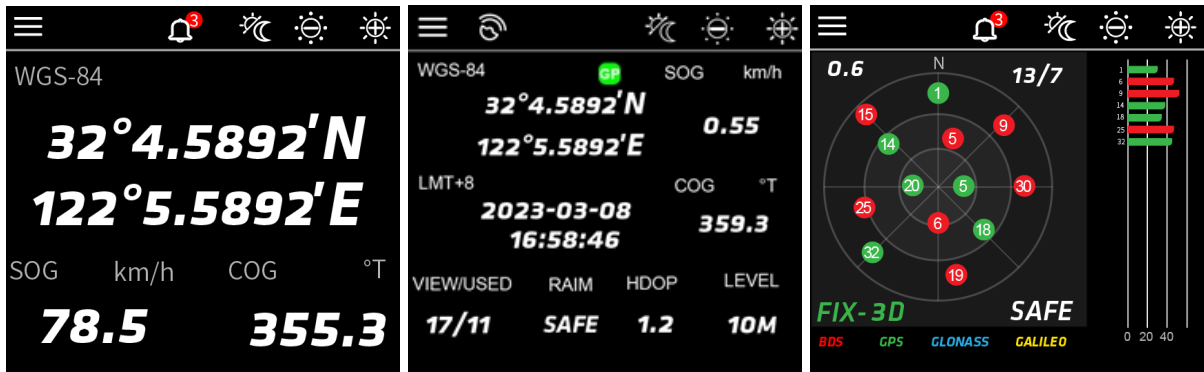 3
WGS-84
32°4.5892'N
122°5.5892'E
SOG km/h COG °T
78.5 355.3
WGS-84 GP SOG km/h
32°4.5892'N
122°5.5892'E
0.55
LMT+8 COG °T
2023-03-08
16:58:46
359.3
VIEW/USED RAIM HDOP LEVEL
17/11 SAFE 1.2 10M
3
0.6 N 13/7
1
15
9
5
14
20
5
30
25
6
18
32
19
FIX-3D SAFE
BDS GPS GLONASS GALILEO
1
6
9
14
18
25
32
0 20 40